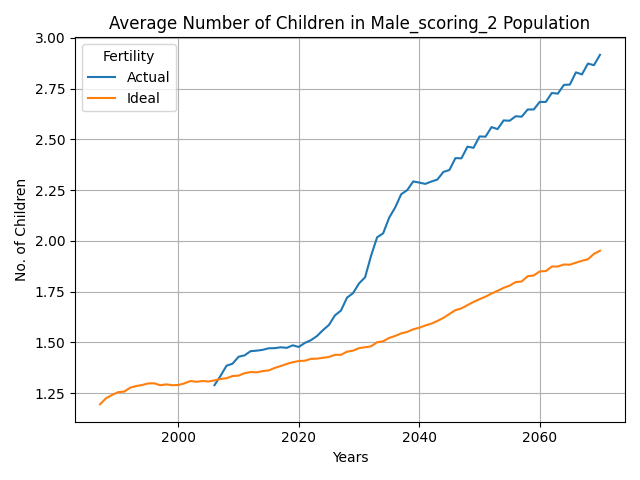 Average Number of Children in Male_scoring_2 Population
Fertility
Actual
Ideal
3.00
2.75
2.50
2.25
2.00
1.75
1.50
1.25
No. of Children
2000
2020
2040
2060
Years